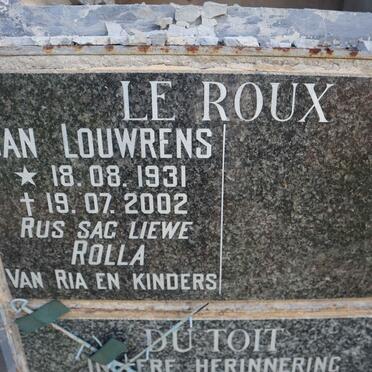 LE ROUX
LOUWRENS
★ 18.08.1931
✝ 19.07.2002
RUS SAG LIEWE
ROLLA
VAN RIA EN KINDERS
DU TOIT
HERINNERING